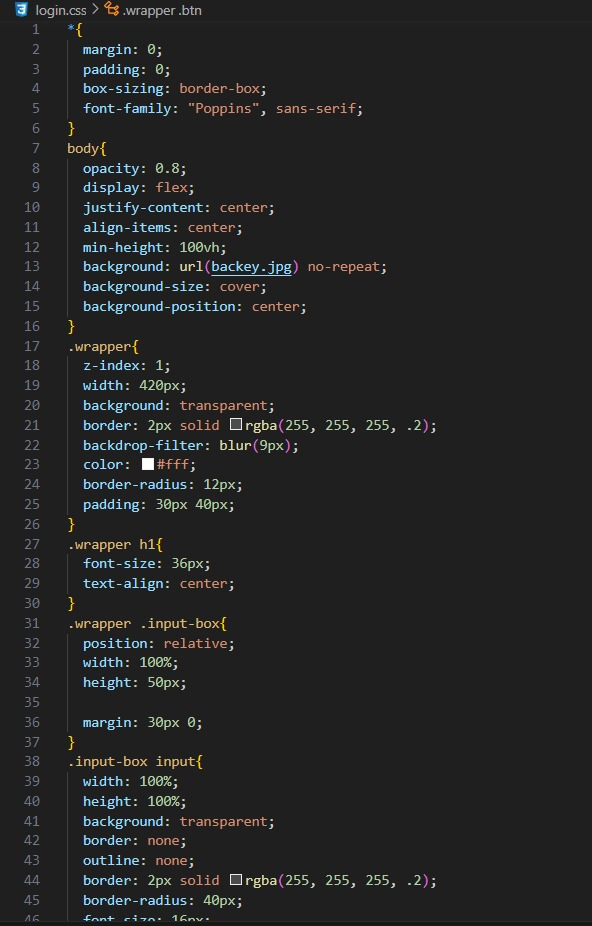 login.css > .wrapper .btn
1 *{
2 margin: 0;
3 padding: 0;
4 box-sizing: border-box;
5 font-family: "Poppins", sans-serif;
6 }
7 body{
8 opacity: 0.8;
9 display: flex;
10 justify-content: center;
11 align-items: center;
12 min-height: 100vh;
13 background: url(backey.jpg) no-repeat;
14 background-size: cover;
15 background-position: center;
16 }
17 .wrapper{
18 z-index: 1;
19 width: 420px;
20 background: transparent;
21 border: 2px solid rgba(255, 255, 255, .2);
22 backdrop-filter: blur(9px);
23 color: #fff;
24 border-radius: 12px;
25 padding: 30px 40px;
26 }
27 .wrapper h1{
28 font-size: 36px;
29 text-align: center;
30 }
31 .wrapper .input-box{
32 position: relative;
33 width: 100%;
34 height: 50px;
35
36 margin: 30px 0;
37 }
38 .input-box input{
39 width: 100%;
40 height: 100%;
41 background: transparent;
42 border: none;
43 outline: none;
44 border: 2px solid rgba(255, 255, 255, .2);
45 border-radius: 40px;
46 font-size: 16px;